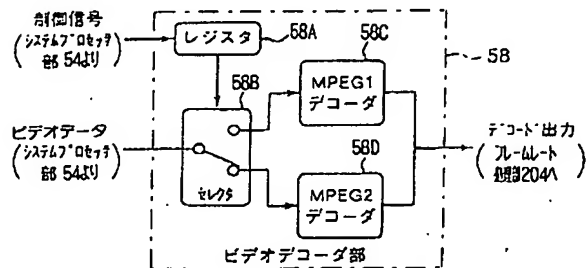 制御信号
(システムプロセッサ
部 54より)
レジスタ
58A
58B
58C
58
MPEG1
デコーダ
ビデオデータ
(システムプロセッサ
部 54より)
セレクタ
58D
MPEG2
デコーダ
デコード出力
(フレームレート
処理204へ)
ビデオデコーダ部